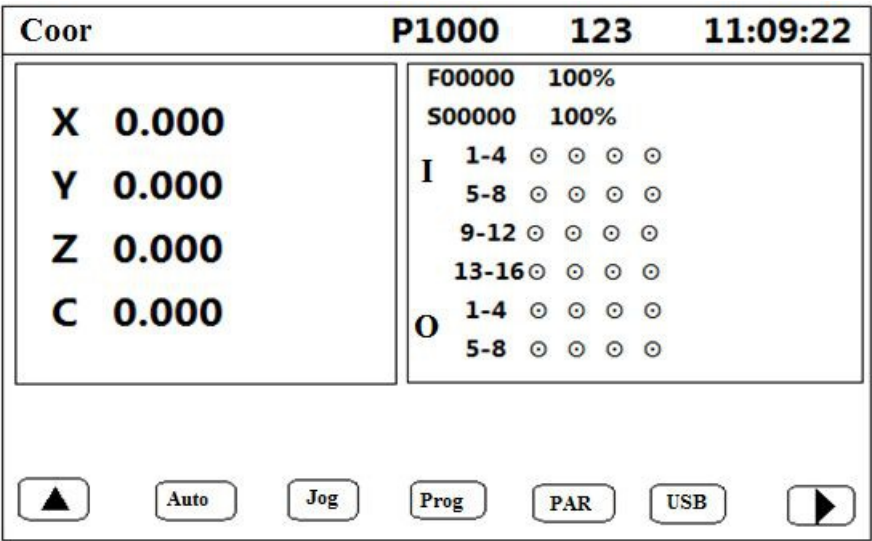 Coor P1000 123 11:09:22
X 0.000
Y 0.000
Z 0.000
C 0.000
F00000 100%
S00000 100%
I
1-4
5-8
9-12
13-16
O
1-4
5-8
Auto Jog Prog PAR USB